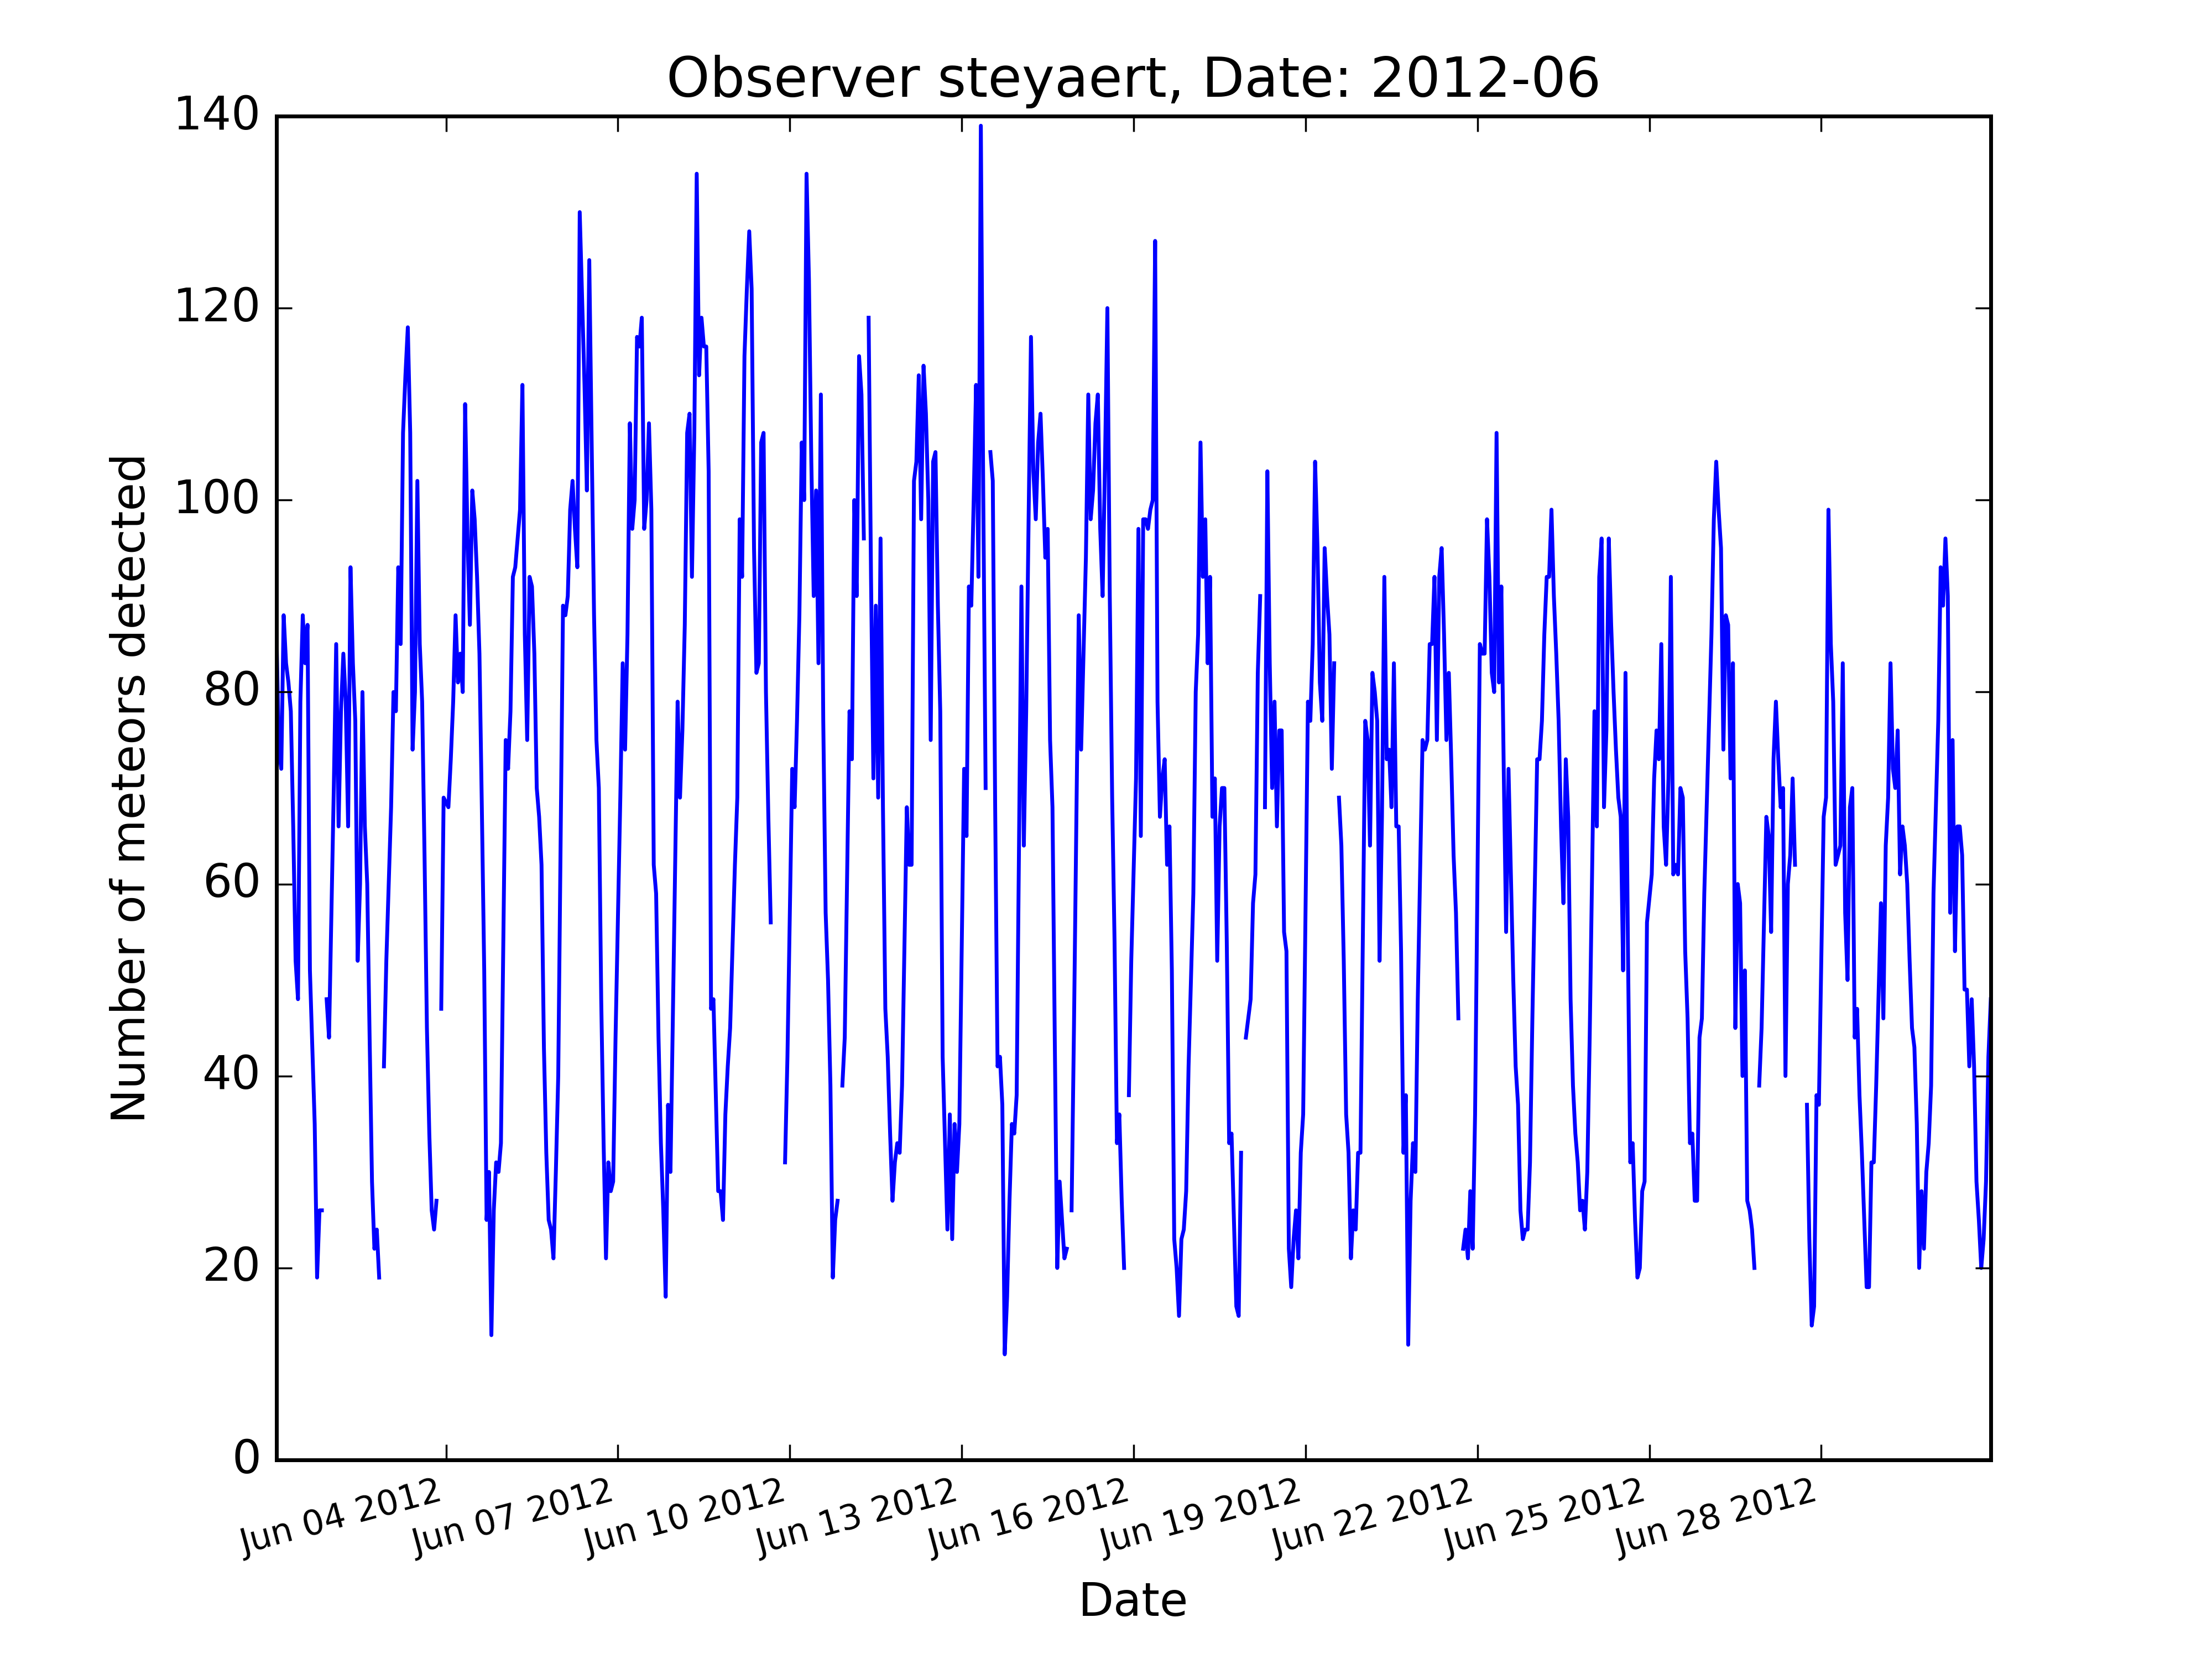 Observer steyaert, Date: 2012-06
Number of meteors detected
140
120
100
80
60
40
20
0
Jun 04 2012
Jun 07 2012
Jun 10 2012
Jun 13 2012
Jun 16 2012
Jun 19 2012
Jun 22 2012
Jun 25 2012
Jun 28 2012
Date